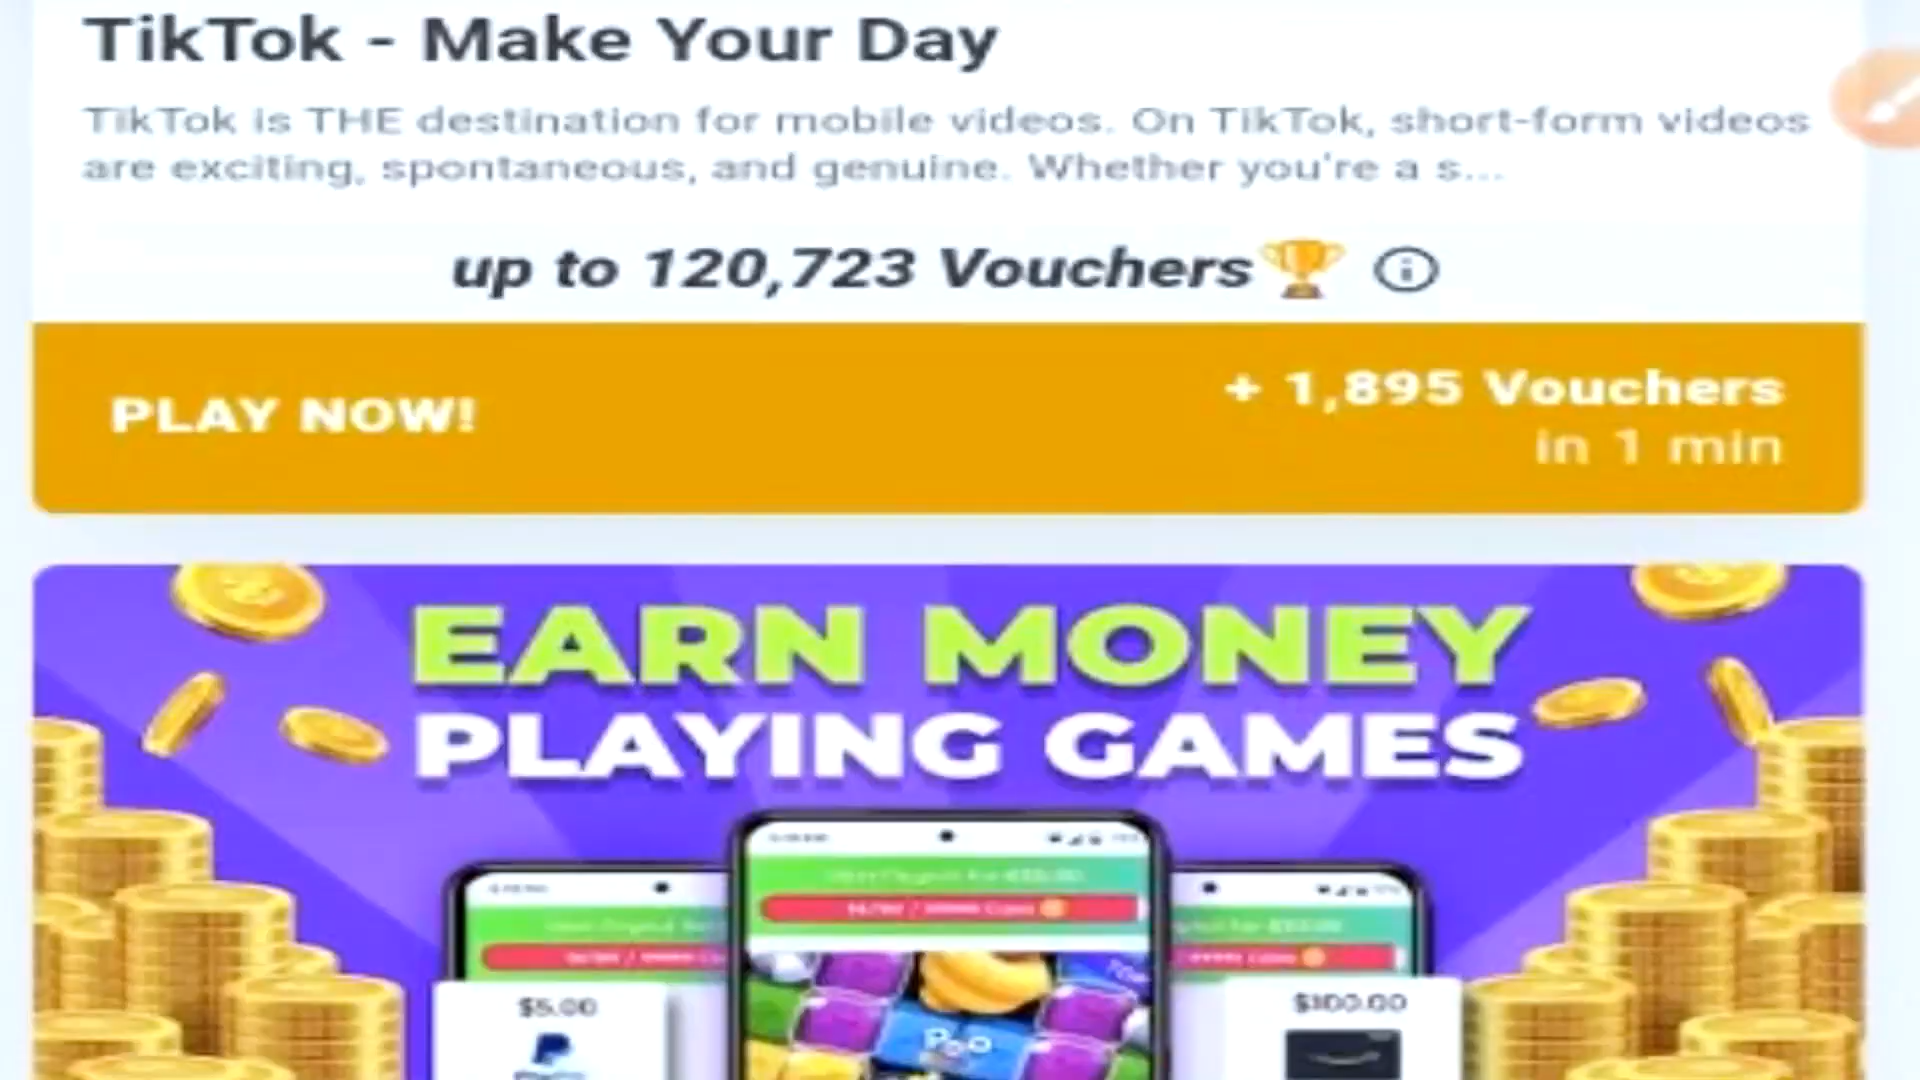 TikTok - Make Your Day
TikTok is THE destination for mobile videos. On TikTok, short-form videos
are exciting, spontaneous, and genuine. Whether you're a s...
up to 120,723 Vouchers
PLAY NOW!
+ 1,895 Vouchers
in 1 min
EARN MONEY
PLAYING GAMES
$5.00
$100.00